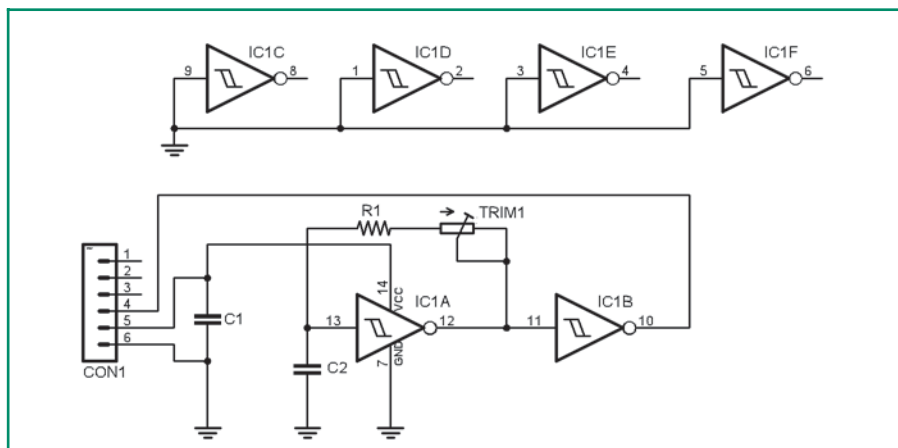 IC1C IC1D IC1E IC1F
9 8 1 2 3 4 5 6
R1 TRIM1
1
2
3
4
5
6
CON1
C1
14
VCC
IC1A IC1B
13 12 11 10
7
GND
C2